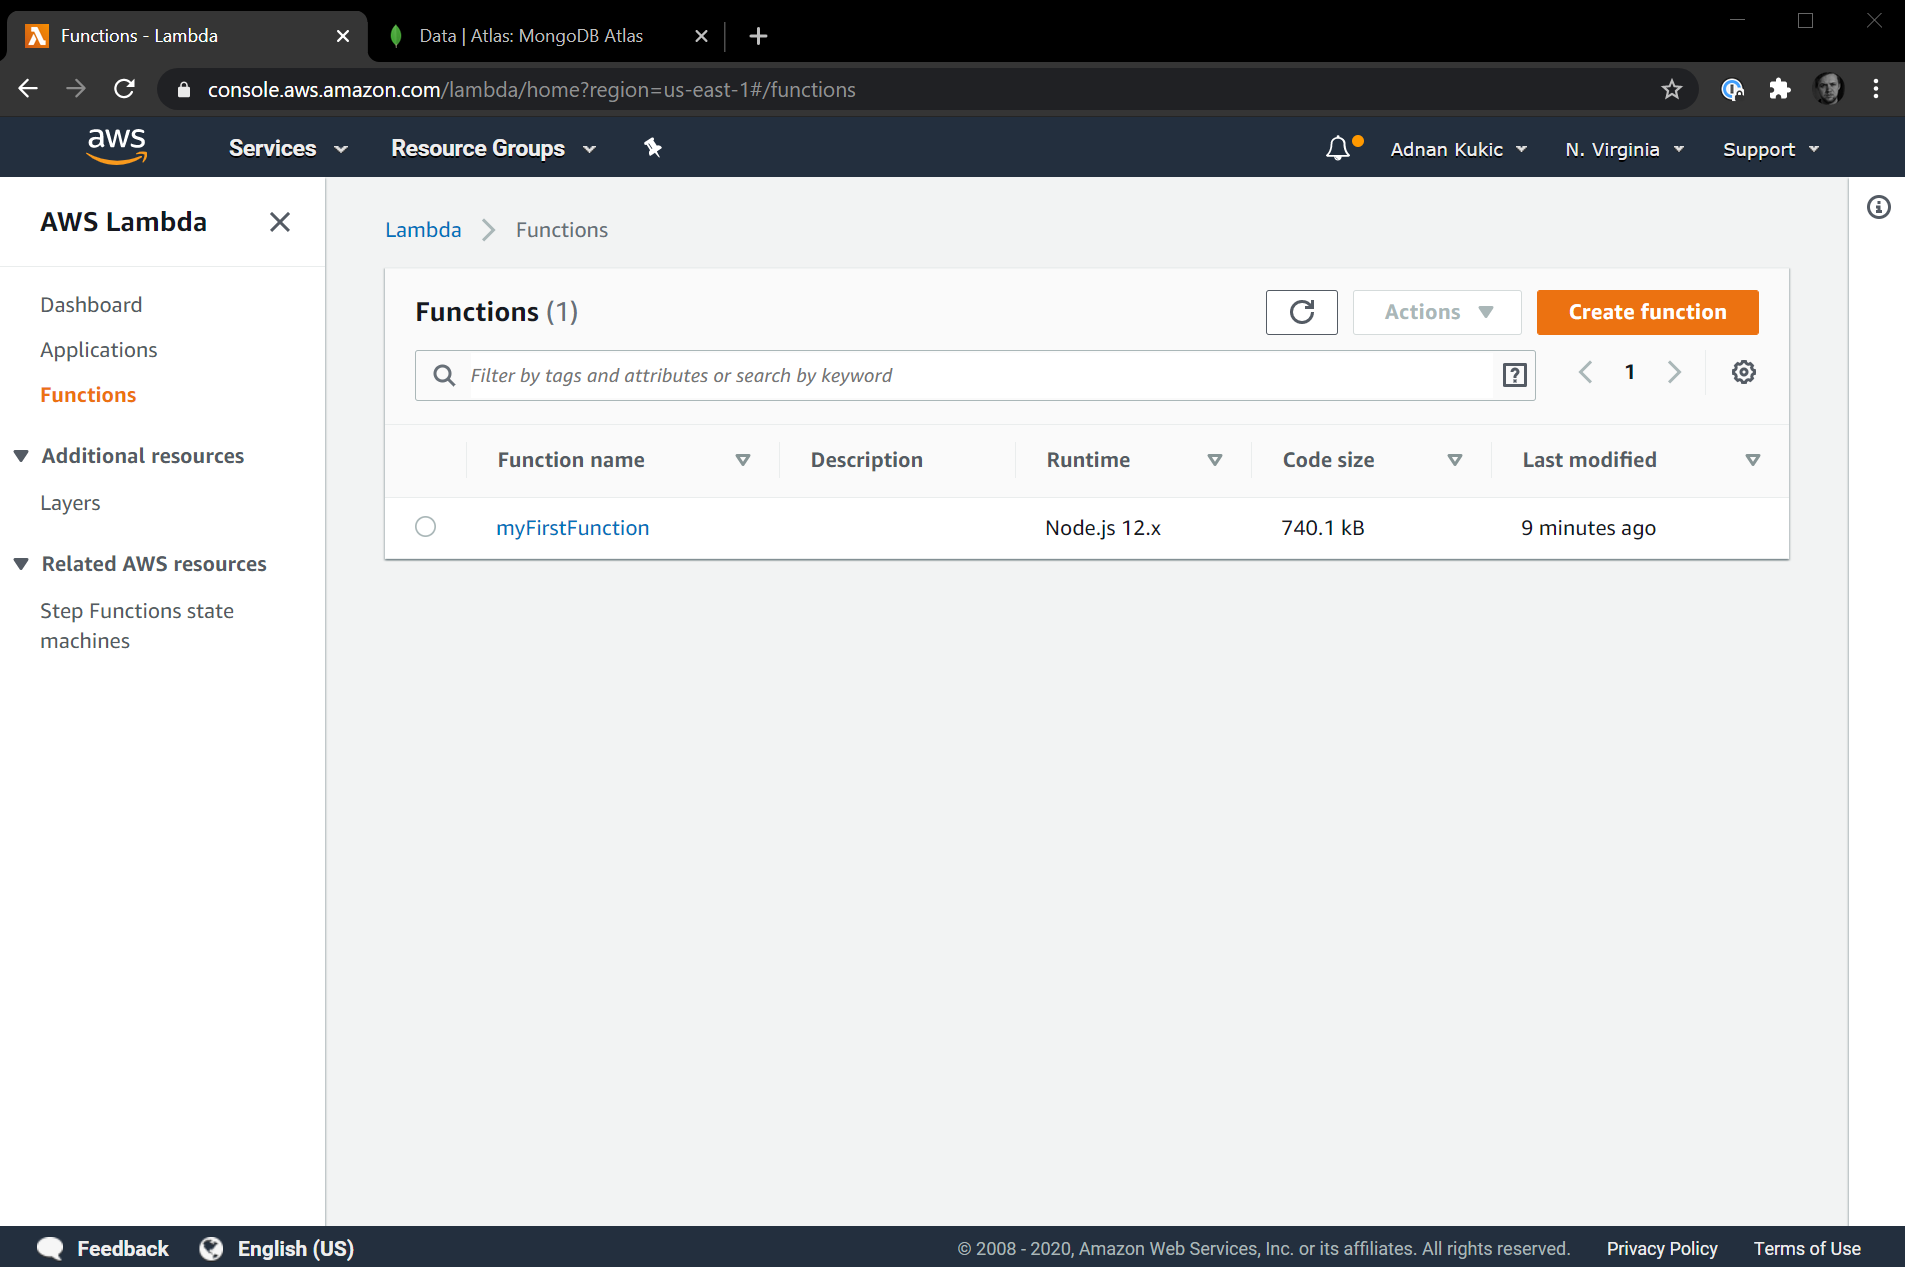 Functions - Lambda
Data | Atlas: MongoDB Atlas
console.aws.amazon.com/lambda/home?region=us-east-1#/functions
aws
Services
Resource Groups
Adnan Kukic
N. Virginia
Support
AWS Lambda
Dashboard
Applications
Functions
Additional resources
Layers
Related AWS resources
Step Functions state
machines
Lambda
Functions
Functions (1)
Actions
Create function
Filter by tags and attributes or search by keyword
1
Function name
Description
Runtime
Code size
Last modified
myFirstFunction
Node.js 12.x
740.1 kB
9 minutes ago
Feedback
English (US)
© 2008 - 2020, Amazon Web Services, Inc. or its affiliates. All rights reserved.
Privacy Policy
Terms of Use